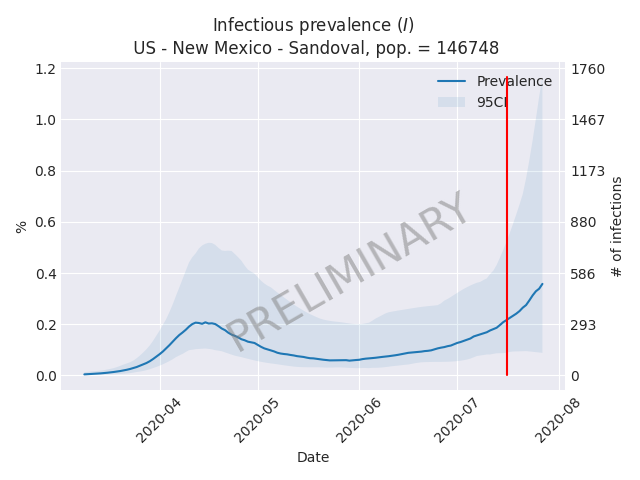 Infectious prevalence (I)
US - New Mexico - Sandoval, pop. = 146748
1.2
1.0
0.8
0.6
0.4
0.2
0.0
%
Prevalence
95CI
PRELIMINARY
1760
1467
1173
880
586
293
0
# of infections
2020-04
2020-05
2020-06
2020-07
2020-08
Date